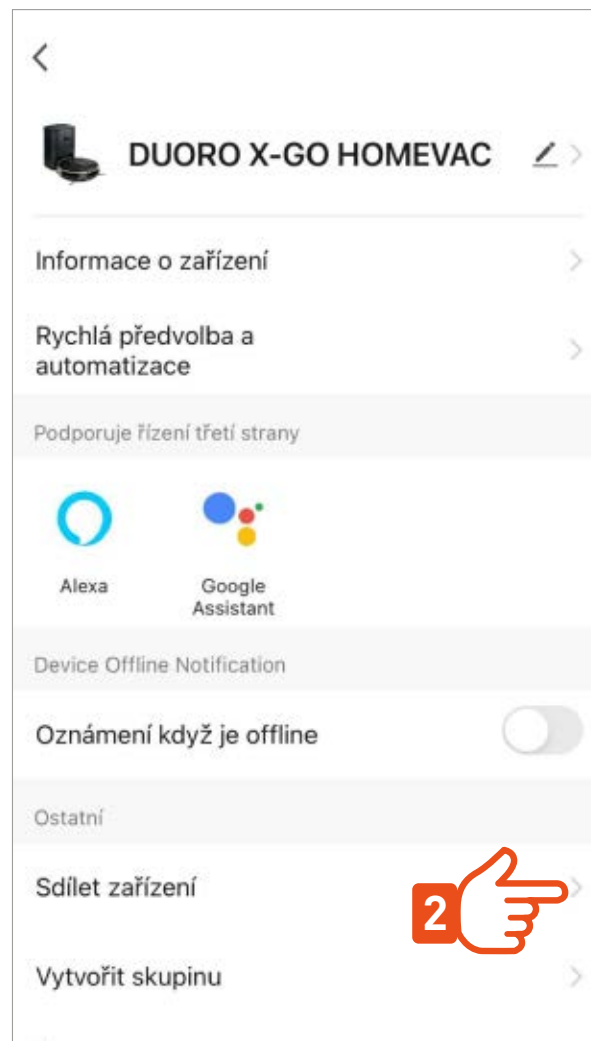 DUORO X-GO HOMEVAC
Informace o zařízení
Rychlá předvolba a
automatizace
Podporuje řízení třetí strany
Alexa
Google
Assistant
Device Offline Notification
Oznámení když je offline
Ostatní
Sdílet zařízení
2
Vytvořit skupinu